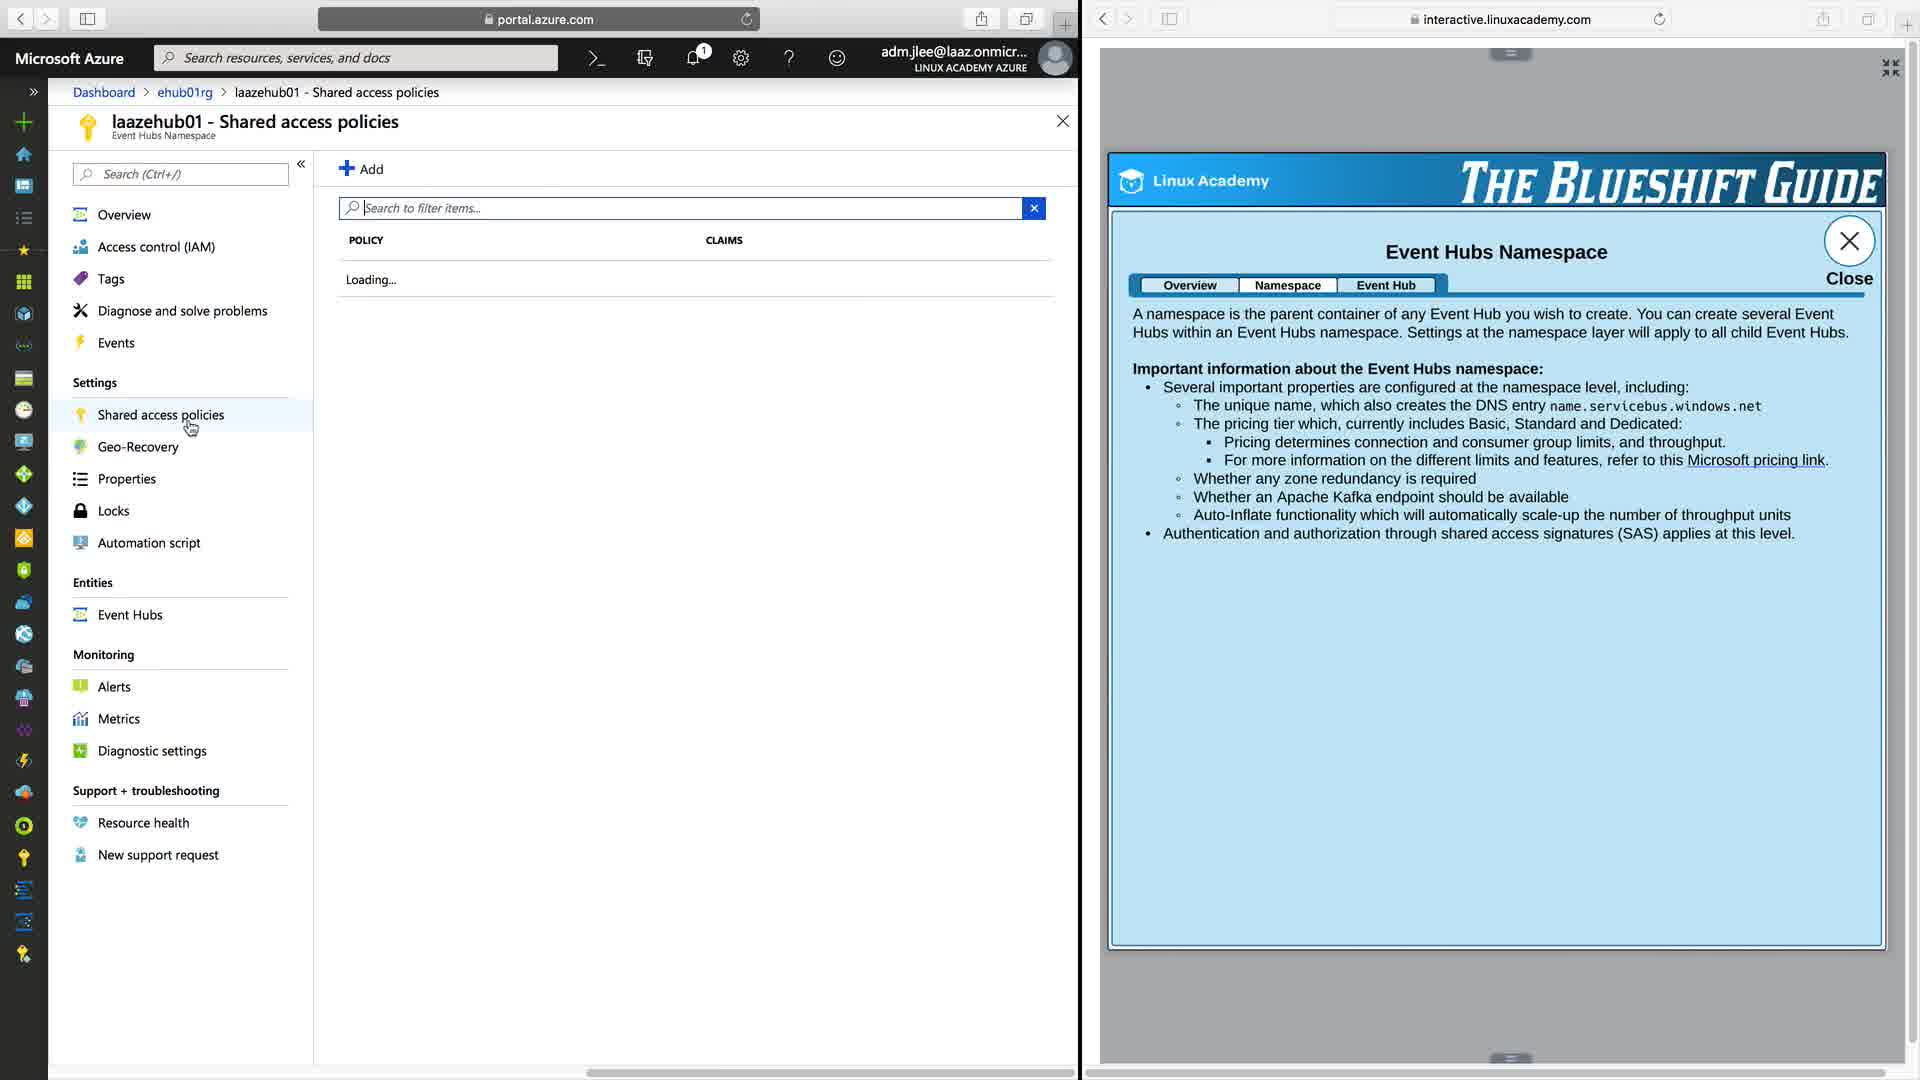 portal.azure.com
Microsoft Azure
Search resources, services, and docs
1
adm.jlee@laaz.onmicr...
LINUX ACADEMY AZURE
Dashboard > ehub01rg > laazehub01 - Shared access policies
laazehub01 - Shared access policies
Event Hubs Namespace
Search (Ctrl+/)
Overview
Access control (IAM)
Tags
Diagnose and solve problems
Events
Settings
Shared access policies
Geo-Recovery
Properties
Locks
Automation script
Entities
Event Hubs
Monitoring
Alerts
Metrics
Diagnostic settings
Support + troubleshooting
Resource health
New support request
Add
Search to filter items...
POLICY CLAIMS
Loading...
interactive.linuxacademy.com
Linux Academy
THE BLUESHIFT GUIDE
Event Hubs Namespace
Close
Overview Namespace Event Hub
A namespace is the parent container of any Event Hub you wish to create. You can create several Event
Hubs within an Event Hubs namespace. Settings at the namespace layer will apply to all child Event Hubs.
Important information about the Event Hubs namespace:
• Several important properties are configured at the namespace level, including:
◦ The unique name, which also creates the DNS entry name.servicebus.windows.net
◦ The pricing tier which, currently includes Basic, Standard and Dedicated:
▪ Pricing determines connection and consumer group limits, and throughput.
▪ For more information on the different limits and features, refer to this Microsoft pricing link.
◦ Whether any zone redundancy is required
◦ Whether an Apache Kafka endpoint should be available
◦ Auto-Inflate functionality which will automatically scale-up the number of throughput units
• Authentication and authorization through shared access signatures (SAS) applies at this level.